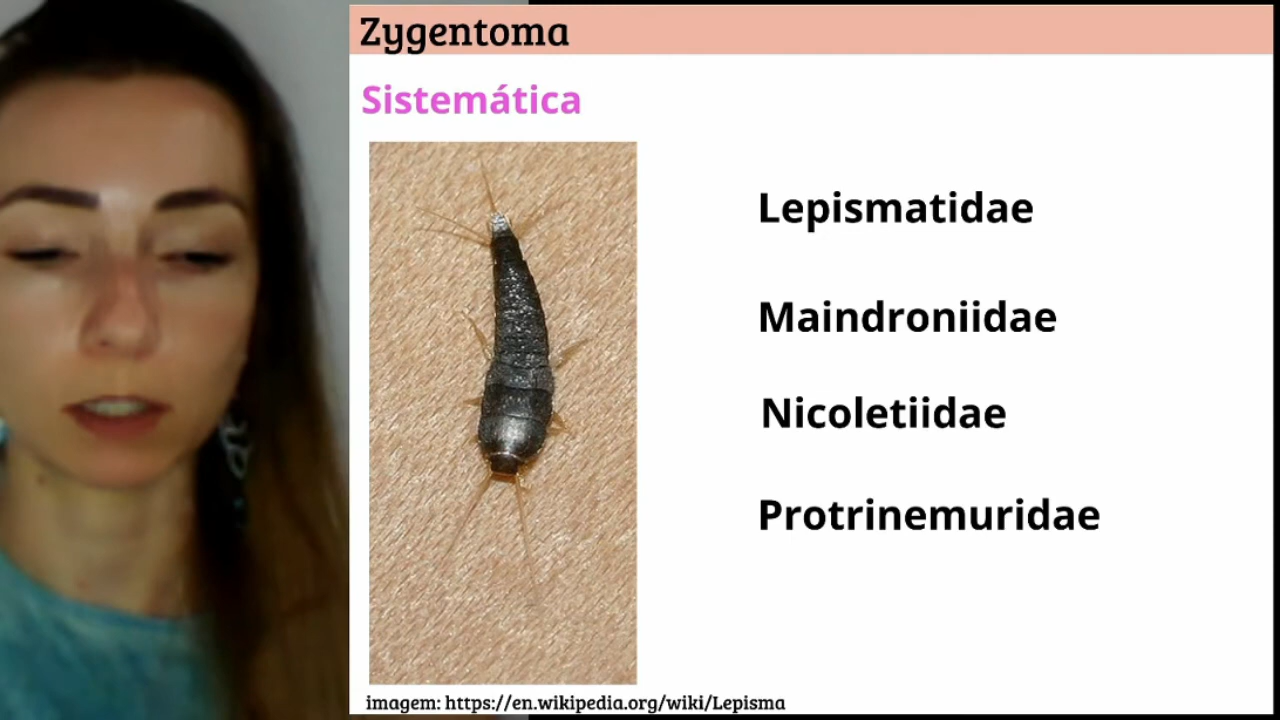 Zygentoma
Sistemática
Lepismatidae
Maindroniidae
Nicoletiidae
Protrinemuridae
imagem: https://en.wikipedia.org/wiki/Lepisma